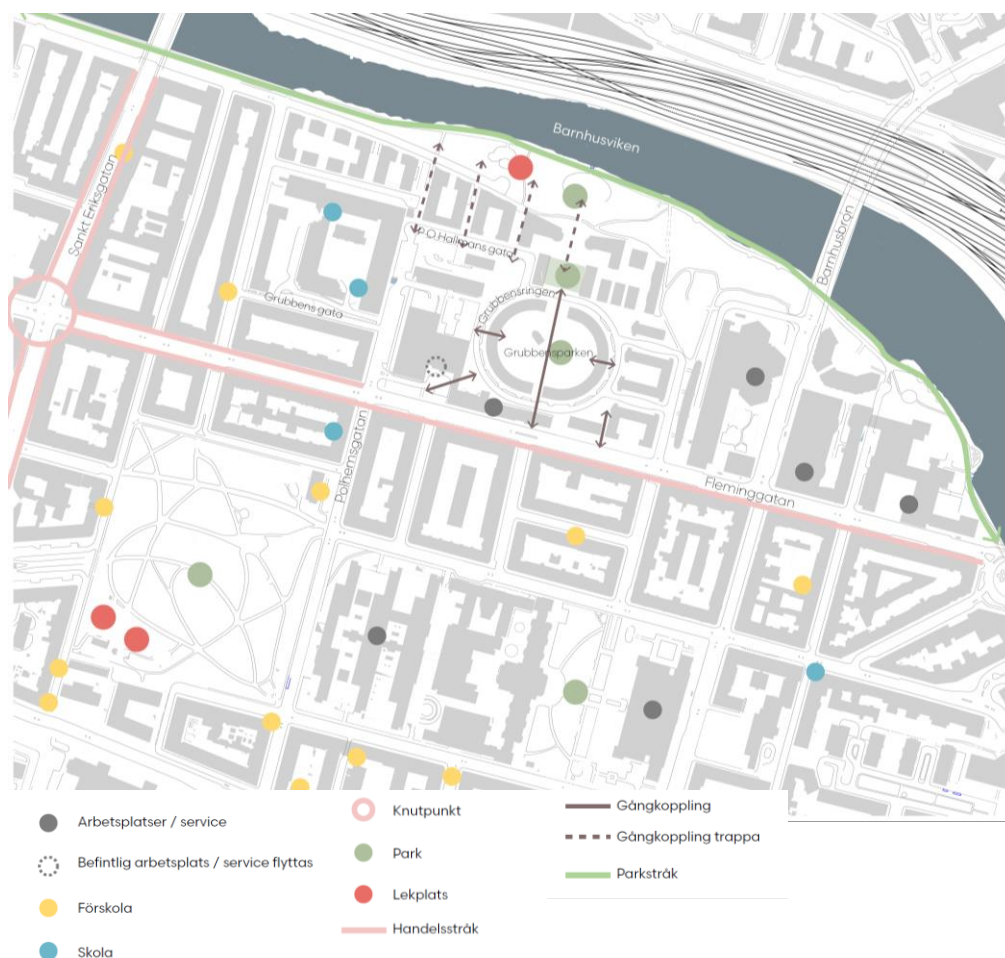 Barnhusviken
Sankt Eriksgatan
Barnhusbron
P O Hallmans gata
Grubbensringen
Grubbens gata
Grubbensparken
Polhemsgatan
Fleminggatan
Arbetsplatser / service
Befintlig arbetsplats / service flyttas
Förskola
Skola
Knutpunkt
Park
Lekplats
Handelsstråk
Gångkoppling
Gångkoppling trappa
Parkstråk